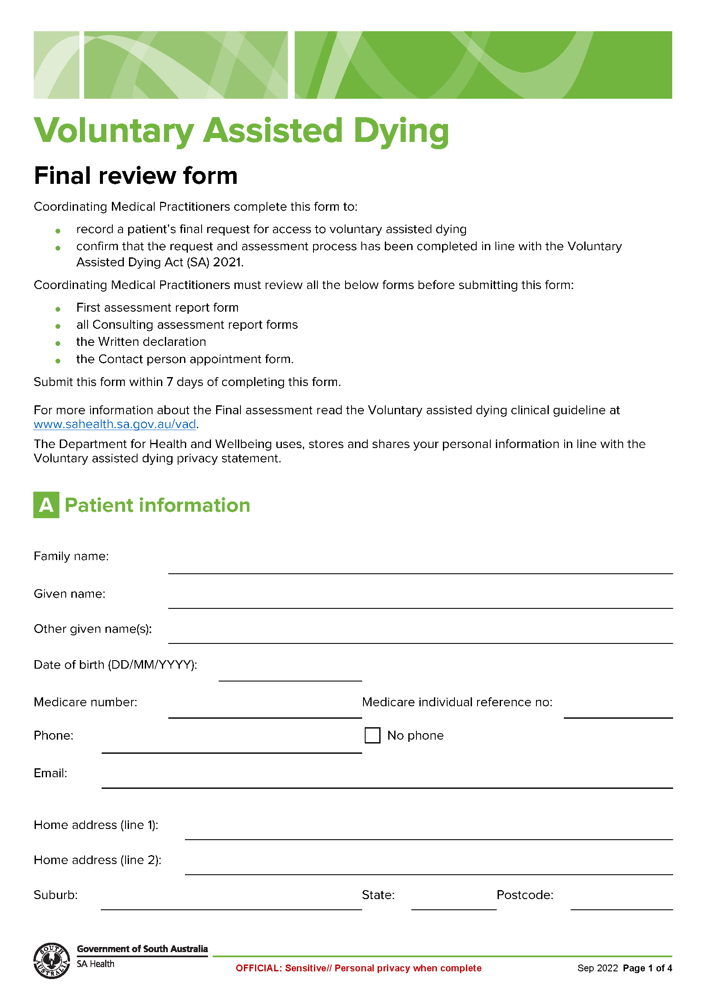 Voluntary Assisted Dying
Final review form
Coordinating Medical Practitioners complete this form to:
• record a patient's final request for access to voluntary assisted dying
• confirm that the request and assessment process has been completed in line with the Voluntary
Assisted Dying Act (SA) 2021.
Coordinating Medical Practitioners must review all the below forms before submitting this form:
• First assessment report form
• all Consulting assessment report forms
• the Written declaration
• the Contact person appointment form.
Submit this form within 7 days of completing this form.
For more information about the Final assessment read the Voluntary assisted dying clinical guideline at
www.sahealth.sa.gov.au/vad.
The Department for Health and Wellbeing uses, stores and shares your personal information in line with the
Voluntary assisted dying privacy statement.
A Patient information
Family name:
Given name:
Other given name(s):
Date of birth (DD/MM/YYYY):
Medicare number: Medicare individual reference no:
Phone: No phone
Email:
Home address (line 1):
Home address (line 2):
Suburb: State: Postcode:
SOUTH AUSTRALIA
Government of South Australia
SA Health
OFFICIAL: Sensitive// Personal privacy when complete
Sep 2022 Page 1 of 4